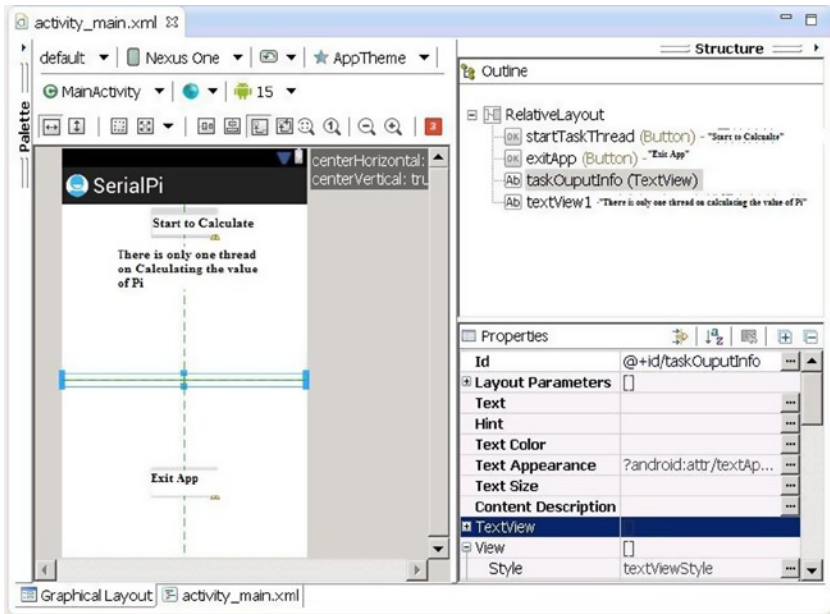 activity_main.xml
default
Nexus One
AppTheme
MainActivity
15
Palette
SerialPi
centerHorizontal:
centerVertical: tru
Start to Calculate
There is only one thread
on Calculating the value
of Pi
Exit App
Structure
Outline
RelativeLayout
startTaskThread (Button) - "Start to Calcualte"
exitApp (Button) - "Exit App"
Ab taskOuputInfo (TextView)
Ab textView1 - "There is only one thread on calculating the value of Pi"
Properties
Id @+id/taskOuputInfo ...
Layout Parameters []
Text ...
Hint ...
Text Color ...
Text Appearance ?android:attr/textAp... ...
Text Size ...
Content Description ...
TextView []
View []
Style textViewStyle ...
Graphical Layout
activity_main.xml